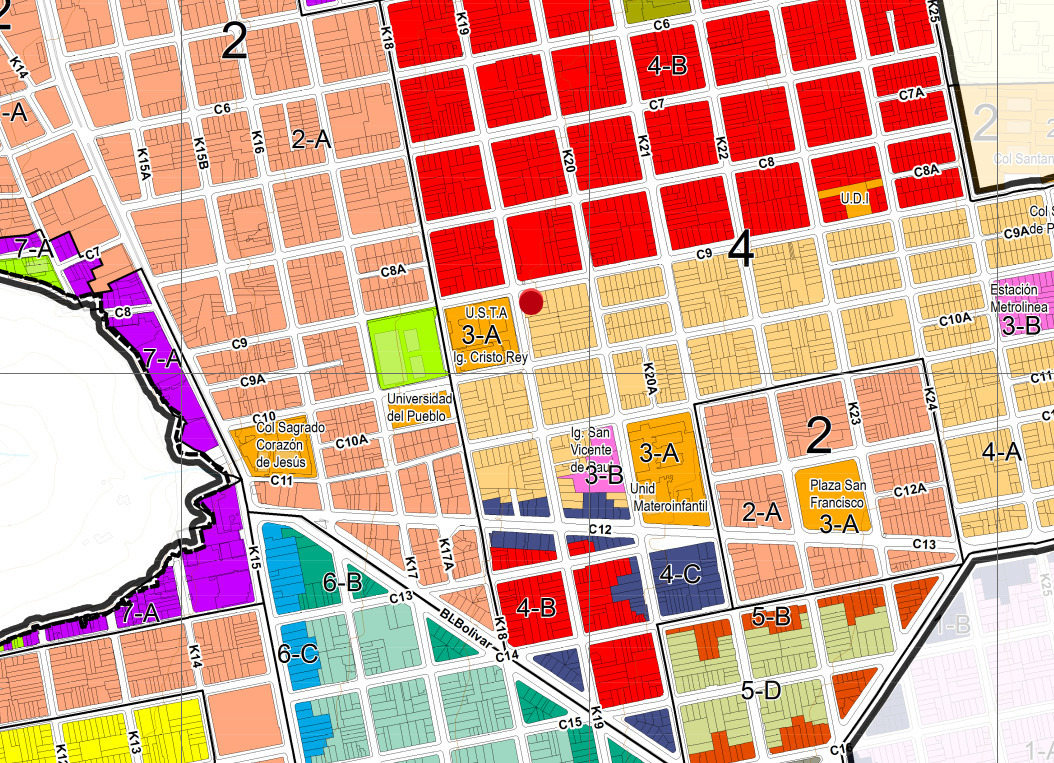 2
K18
K19
C6
K25
2
K14
4-B
-A
C6
C7
C7A
K15A
K15B
K16
2-A
K20
K21
K22
C8
2
Col Santan
C8A
U.D.I
7-A
C7
C8A
C9
4
C9A
Col S
de P
C8
U.S.T.A
3-A
Ig. Cristo Rey
Estación
Metrolinea
3-B
C10A
7-A
C9
C9A
K20A
C11
Universidad
del Pueblo
C10
Col Sagrado
Corazón
de Jesús
C10A
Ig. San
Vicente
de Paul
3-B
3-A
Unid
Materoinfantil
2
K23
K24
4-A
C11
Plaza San
Francisco
3-A
2-A
C12A
C12
C13
K15
K17
K17A
6-B
C13
4-C
K25
7-A
BLBolivar
K18
4-B
5-B
1-B
K14
6-C
C14
5-D
K19
C15
K13
K12
C16
1-A